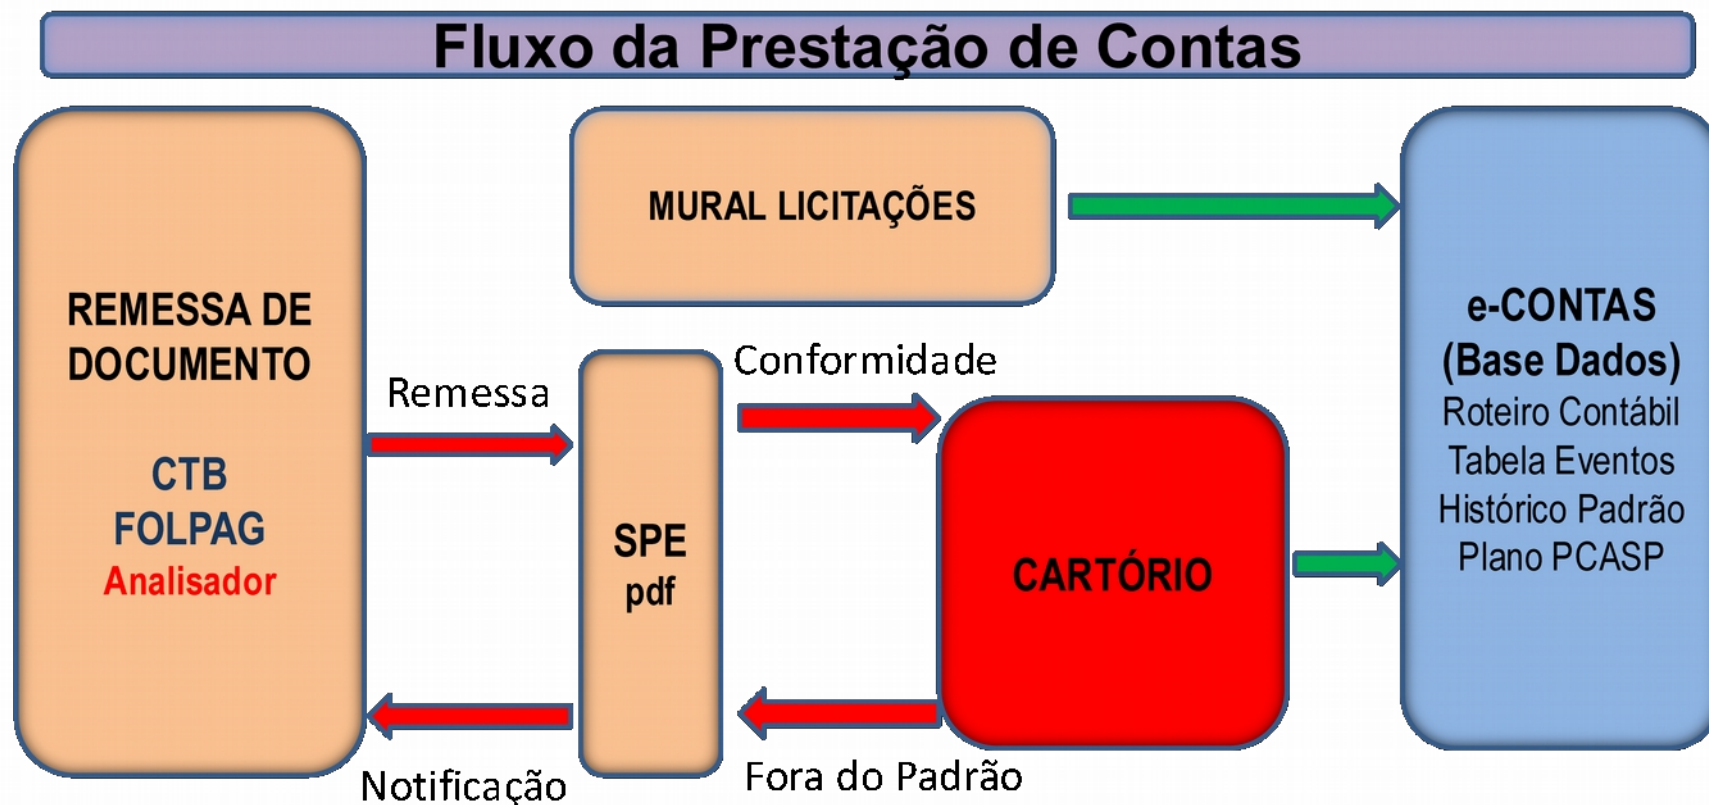 Fluxo da Prestação de Contas
REMESSA DE
DOCUMENTO
CTB
FOLPAG
Analisador
Remessa
Notificação
MURAL LICITAÇÕES
SPE
pdf
Conformidade
Fora do Padrão
CARTÓRIO
e-CONTAS
(Base Dados)
Roteiro Contábil
Tabela Eventos
Histórico Padrão
Plano PCASP